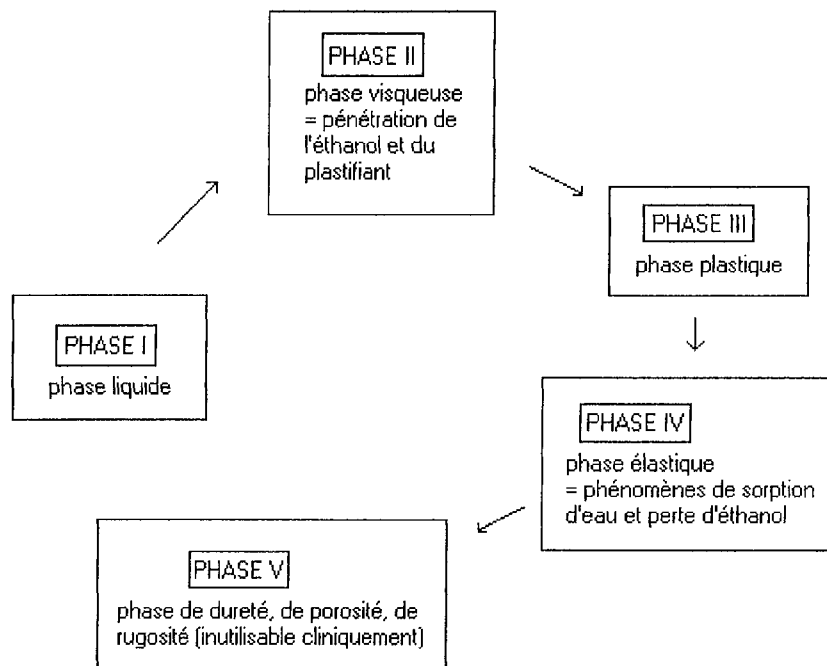 PHASE I
phase liquide
PHASE II
phase visqueuse
= pénétration de
l'éthanol et du
plastifiant
PHASE III
phase plastique
PHASE IV
phase élastique
= phénomènes de sorption
d'eau et perte d'éthanol
PHASE V
phase de dureté, de porosité, de
rugosité (inutilisable cliniquement)